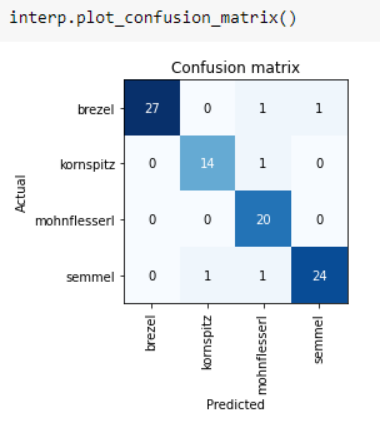 interp.plot_confusion_matrix()
Confusion matrix
brezel 27 0 1 1
kornspitz 0 14 1 0
mohnflesserl 0 0 20 0
semmel 0 1 1 24
Actual
brezel kornspitz mohnflesserl semmel
Predicted